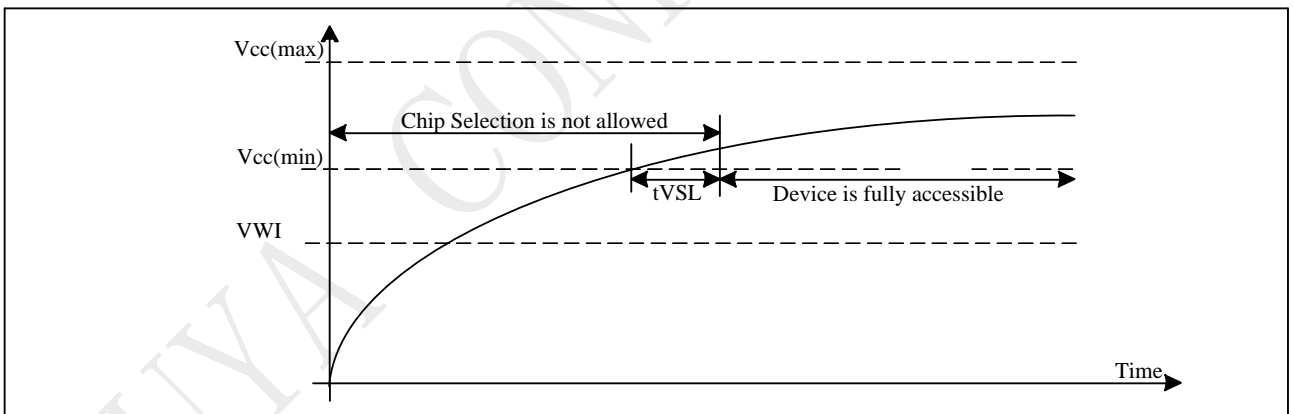 Vcc(max)
Chip Selection is not allowed
Vcc(min)
tVSL
Device is fully accessible
VWI
Time